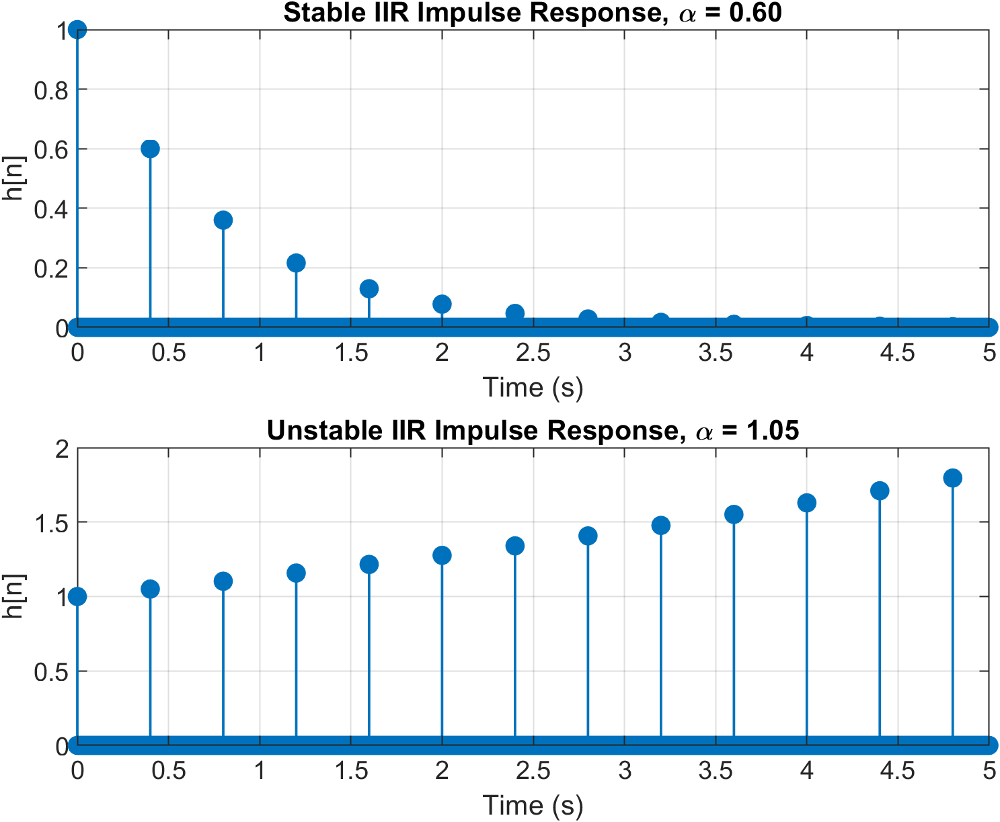 Stable IIR Impulse Response, α = 0.60
1
0.8
0.6
0.4
0.2
0
h[n]
0 0.5 1 1.5 2 2.5 3 3.5 4 4.5 5
Time (s)
Unstable IIR Impulse Response, α = 1.05
2
1.5
1
0.5
0
h[n]
0 0.5 1 1.5 2 2.5 3 3.5 4 4.5 5
Time (s)